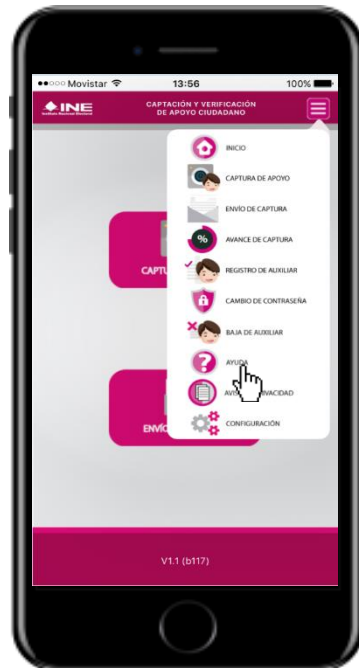 Movistar 13:56 100%
INE
Instituto Nacional Electoral
CAPTACIÓN Y VERIFICACIÓN
DE APOYO CIUDADANO
INICIO
CAPTURA DE APOYO
ENVÍO DE CAPTURA
% AVANCE DE CAPTURA
REGISTRO DE AUXILIAR
CAMBIO DE CONTRASEÑA
BAJA DE AUXILIAR
? AYUDA
CONFIGURACIÓN
V1.1 (b117)